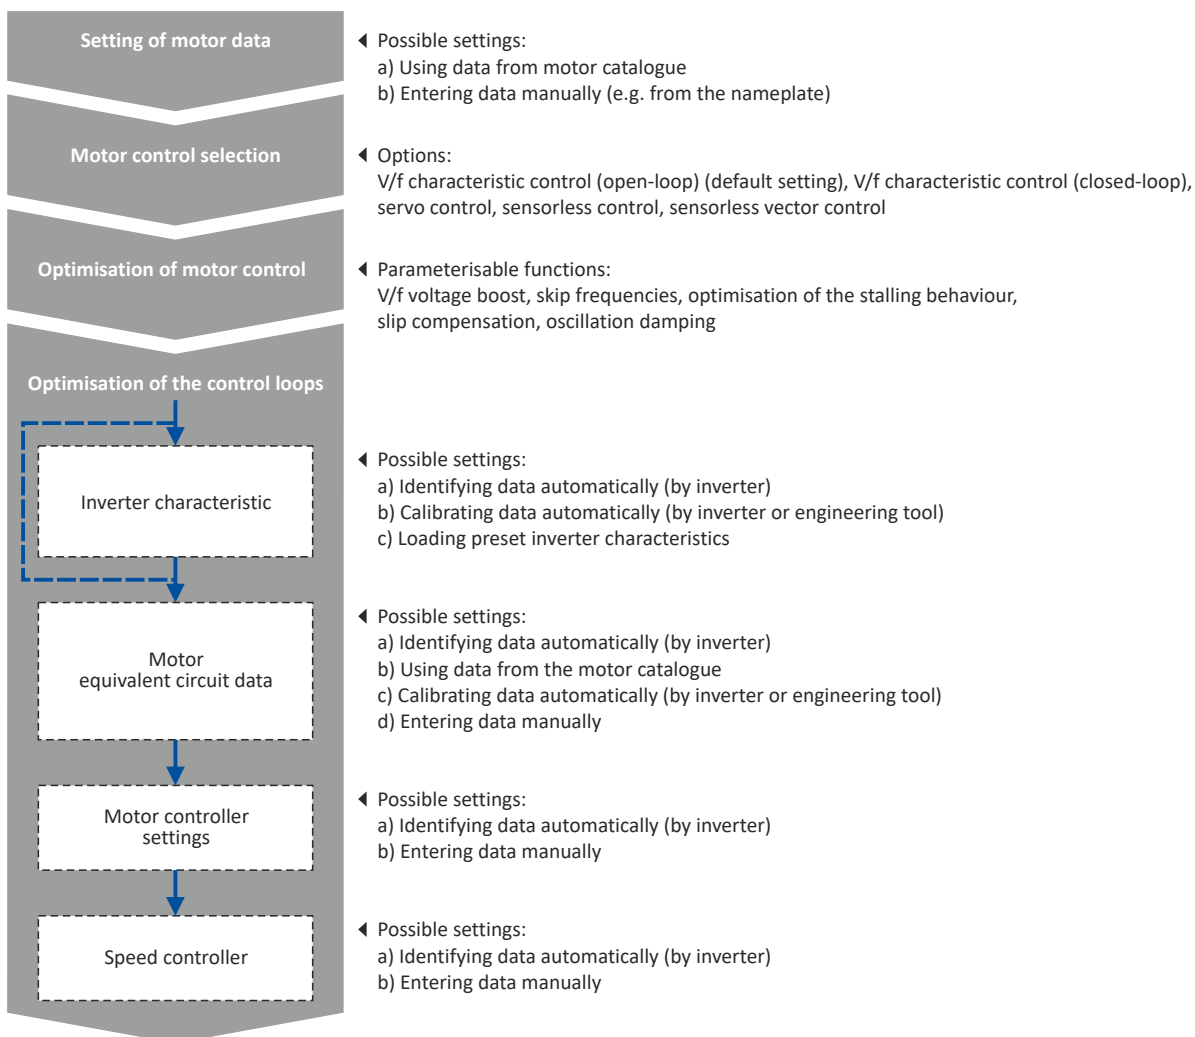 Setting of motor data
Possible settings:
a) Using data from motor catalogue
b) Entering data manually (e.g. from the nameplate)
Motor control selection
Options:
V/f characteristic control (open-loop) (default setting), V/f characteristic control (closed-loop),
servo control, sensorless control, sensorless vector control
Optimisation of motor control
Parameterisable functions:
V/f voltage boost, skip frequencies, optimisation of the stalling behaviour,
slip compensation, oscillation damping
Optimisation of the control loops
Inverter characteristic
Possible settings:
a) Identifying data automatically (by inverter)
b) Calibrating data automatically (by inverter or engineering tool)
c) Loading preset inverter characteristics
Motor
equivalent circuit data
Possible settings:
a) Identifying data automatically (by inverter)
b) Using data from the motor catalogue
c) Calibrating data automatically (by inverter or engineering tool)
d) Entering data manually
Motor controller
settings
Possible settings:
a) Identifying data automatically (by inverter)
b) Entering data manually
Speed controller
Possible settings:
a) Identifying data automatically (by inverter)
b) Entering data manually